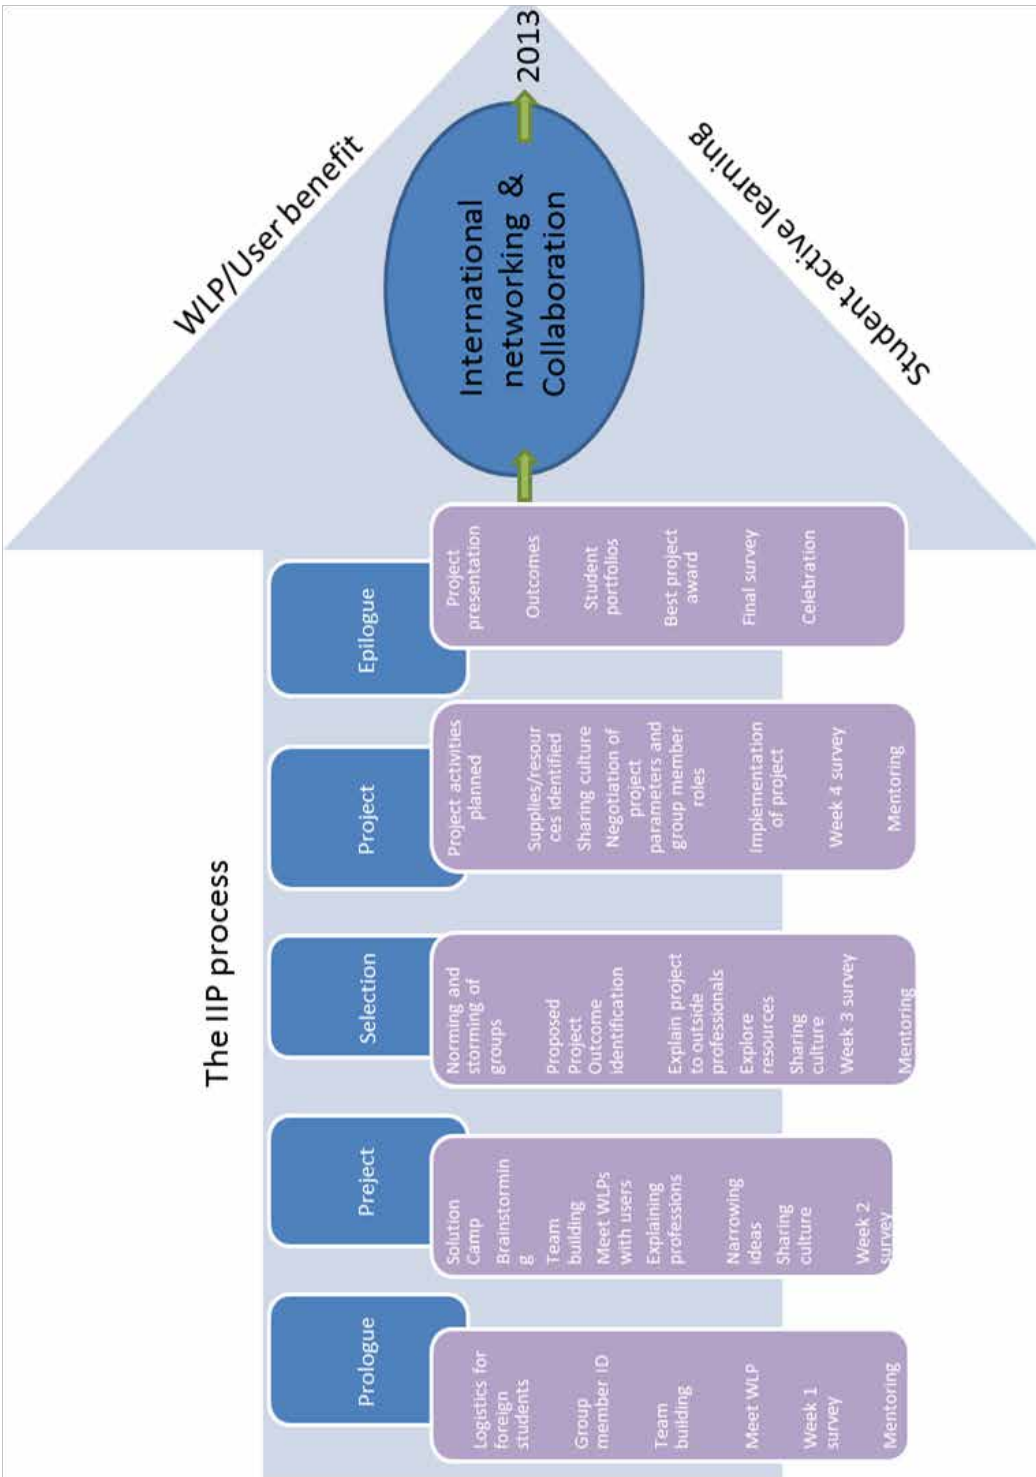 The IIP process
Prologue
Logistics for
foreign
students
Group
member ID
Team
building
Meet WLP
Week 1
survey
Mentoring
Preject
Solution
Camp
Brainstormin
g
Team
building
Meet WLPs
with users
Explaining
professions
Narrowing
ideas
Sharing
culture
Week 2
survey
Selection
Norming and
storming of
groups
Proposed
Project
Outcome
identification
Explain project
to outside
professionals
Explore
resources
Sharing
culture
Week 3 survey
Mentoring
Project
Project activities
planned
Supplies/resour
ces identified
Sharing culture
Negotiation of
project
parameters and
group member
roles
Implementation
of project
Week 4 survey
Mentoring
Epilogue
Project
presentation
Outcomes
Student
portfolios
Best project
award
Final survey
Celebration
WLP/User benefit
International
networking &
Collaboration
2013
Student active learning